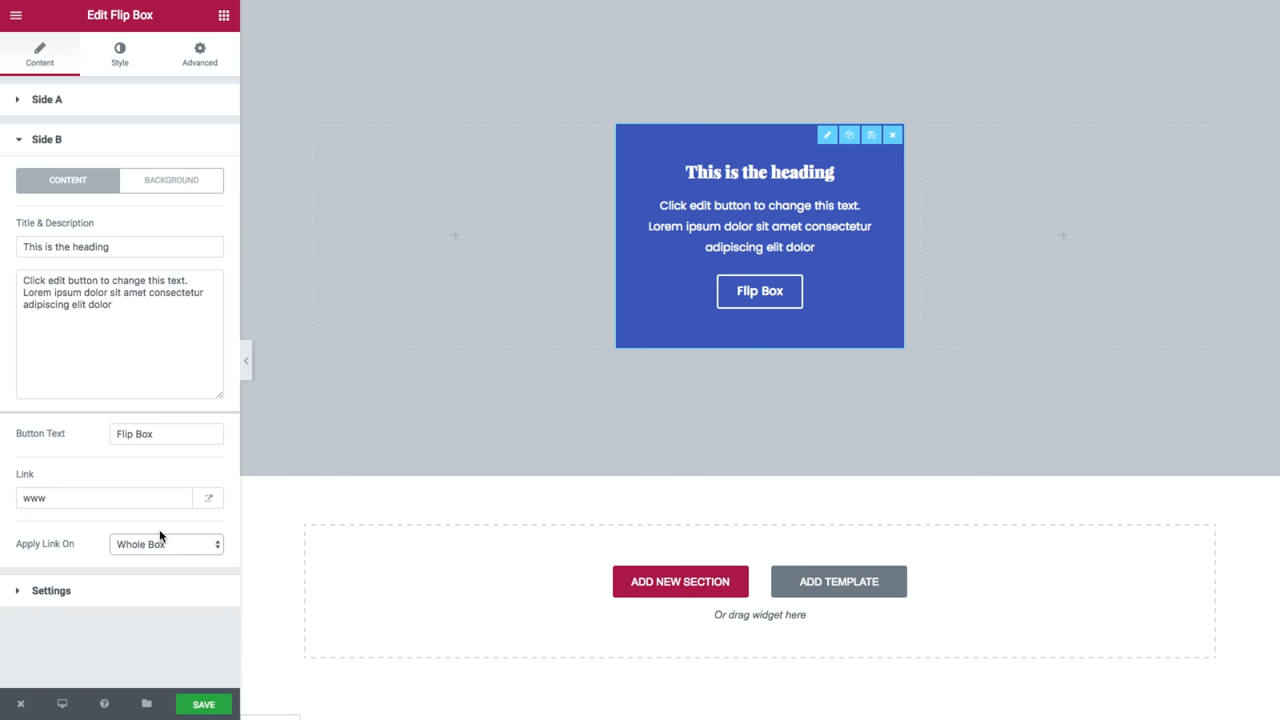 Edit Flip Box
Content
Style
Advanced
Side A
Side B
CONTENT
BACKGROUND
Title & Description
This is the heading
Click edit button to change this text.
Lorem ipsum dolor sit amet consectetur
adipiscing elit dolor
Button Text
Flip Box
Link
www
Apply Link On
Whole Box
Settings
SAVE
This is the heading
Click edit button to change this text.
Lorem ipsum dolor sit amet consectetur
adipiscing elit dolor
Flip Box
ADD NEW SECTION
ADD TEMPLATE
Or drag widget here